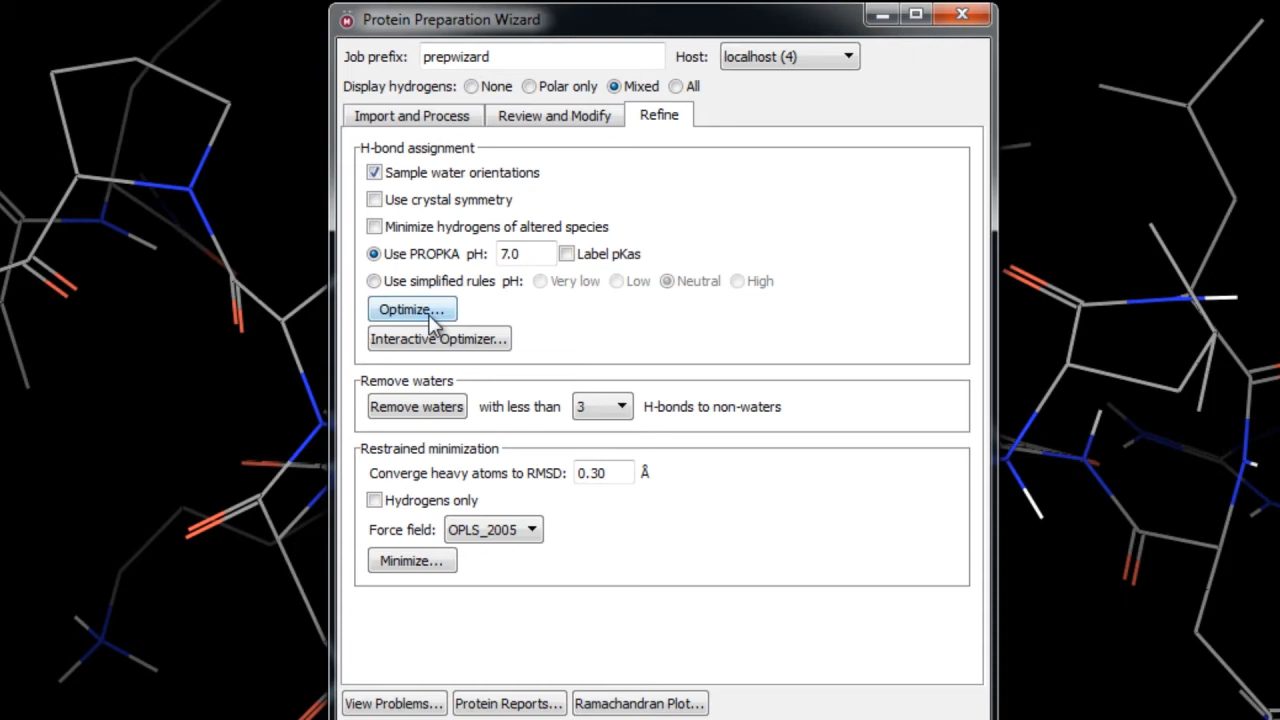 Protein Preparation Wizard
Job prefix: prepwizard Host: localhost (4)
Display hydrogens: None Polar only Mixed All
Import and Process Review and Modify Refine
H-bond assignment
Sample water orientations
Use crystal symmetry
Minimize hydrogens of altered species
Use PROPKA pH: 7.0 Label pKas
Use simplified rules pH: Very low Low Neutral High
Optimize...
Interactive Optimizer...
Remove waters
Remove waters with less than 3 H-bonds to non-waters
Restrained minimization
Converge heavy atoms to RMSD: 0.30 Å
Hydrogens only
Force field: OPLS_2005
Minimize...
View Problems... Protein Reports... Ramachandran Plot...